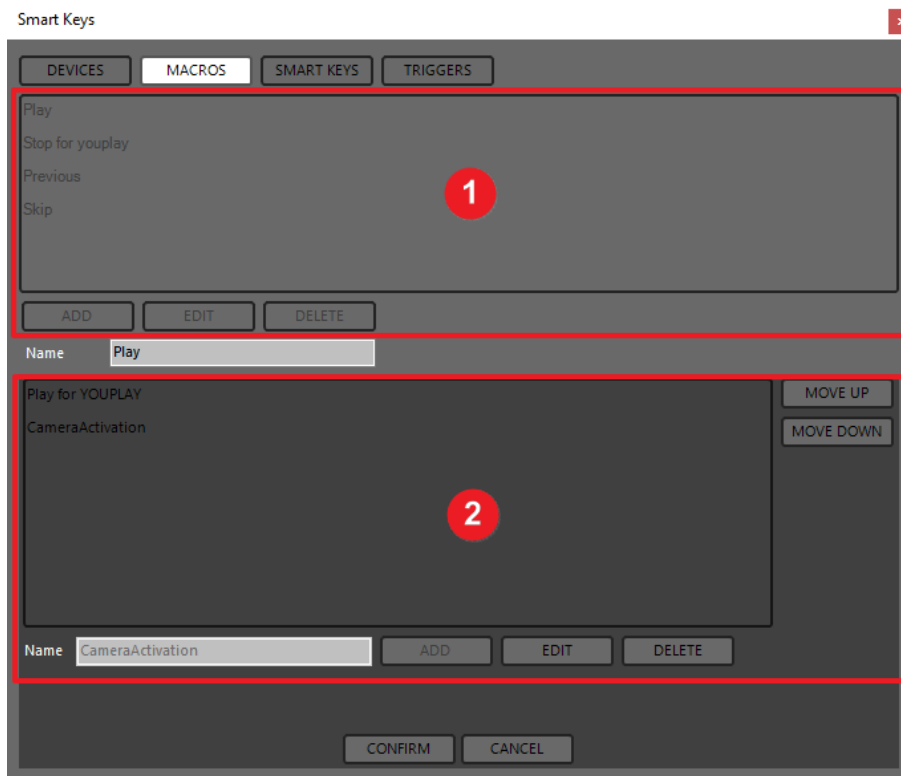 Smart Keys
DEVICES MACROS SMART KEYS TRIGGERS
Play
Stop for youplay
Previous
Skip
1
ADD EDIT DELETE
Name Play
Play for YOUPLAY MOVE UP
CameraActivation MOVE DOWN
2
Name CameraActivation ADD EDIT DELETE
CONFIRM CANCEL